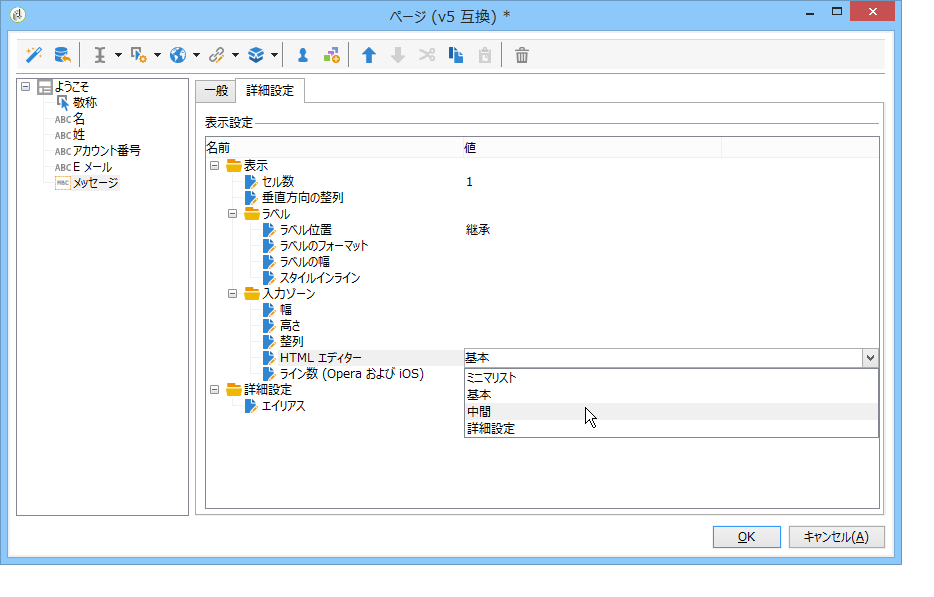 ページ (v5 互換) *
ようこそ
敬称
ABC 名
ABC 姓
ABC アカウント番号
ABC E メール
ABC メッセージ
一般 詳細設定
表示設定
名前 値
表示
セル数 1
垂直方向の整列
ラベル
ラベル位置 継承
ラベルのフォーマット
ラベルの幅
スタイルインライン
入力ゾーン
幅
高さ
整列
HTML エディター 基本
ライン数 (Opera および iOS)
詳細設定
エイリアス
ミニマリスト
基本
中間
詳細設定
OK キャンセル(A)